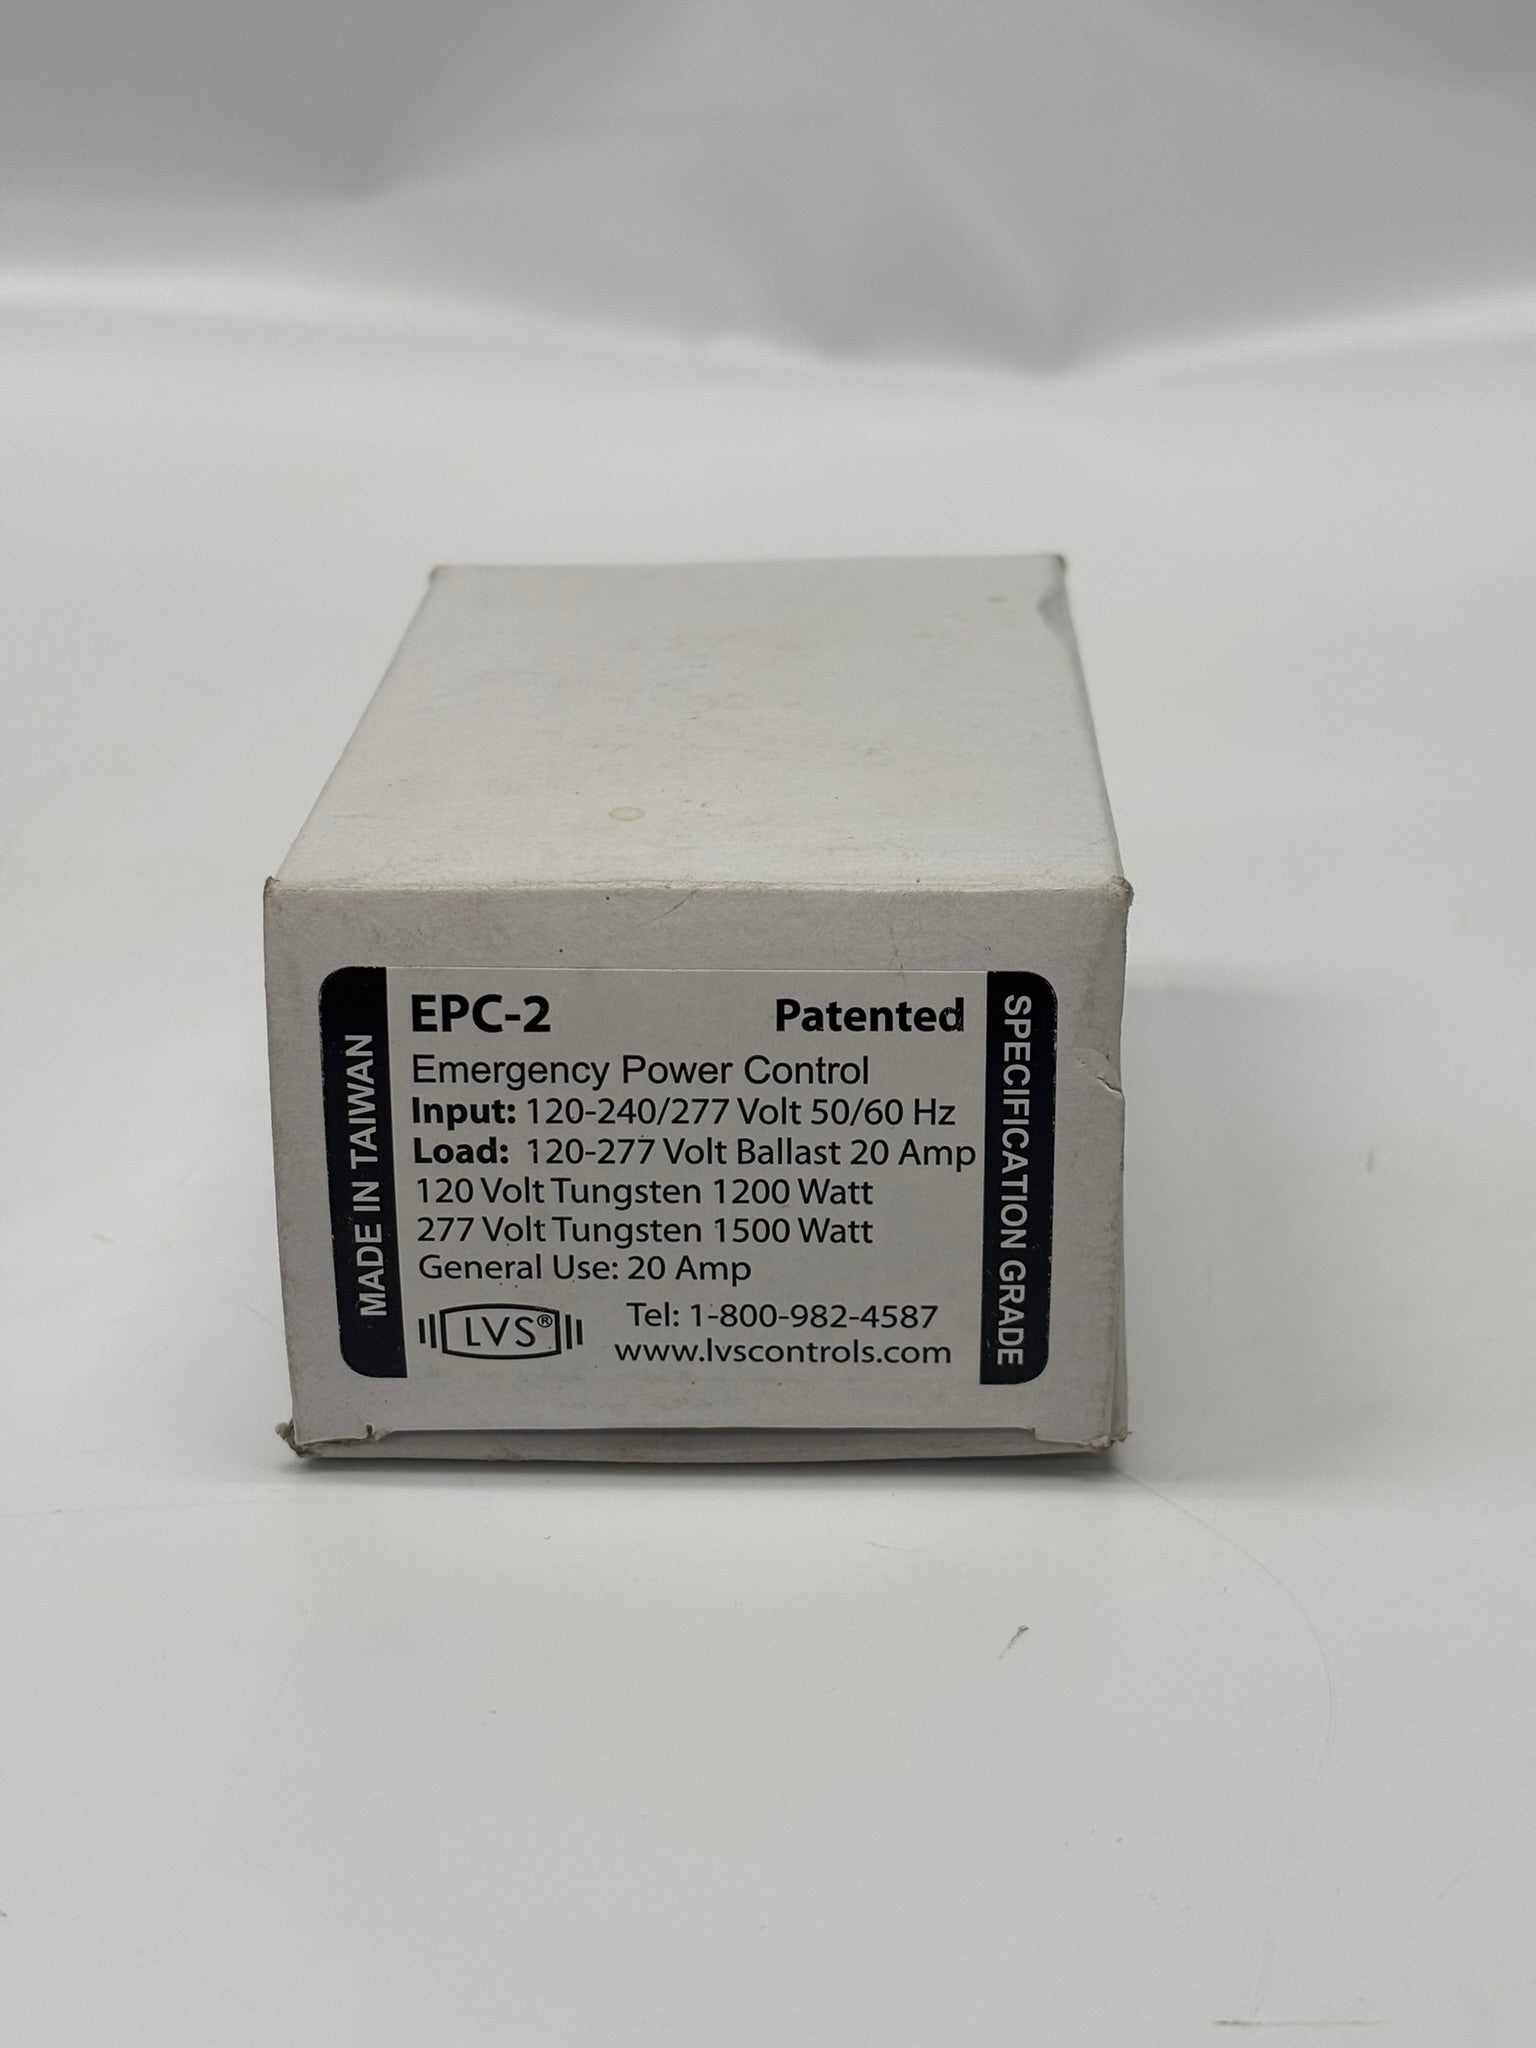 MADE IN TAIWAN
EPC-2 Patented
Emergency Power Control
Input: 120-240/277 Volt 50/60 Hz
Load: 120-277 Volt Ballast 20 Amp
120 Volt Tungsten 1200 Watt
277 Volt Tungsten 1500 Watt
General Use: 20 Amp
LVS®
Tel: 1-800-982-4587
www.lvscontrols.com
SPECIFICATION GRADE